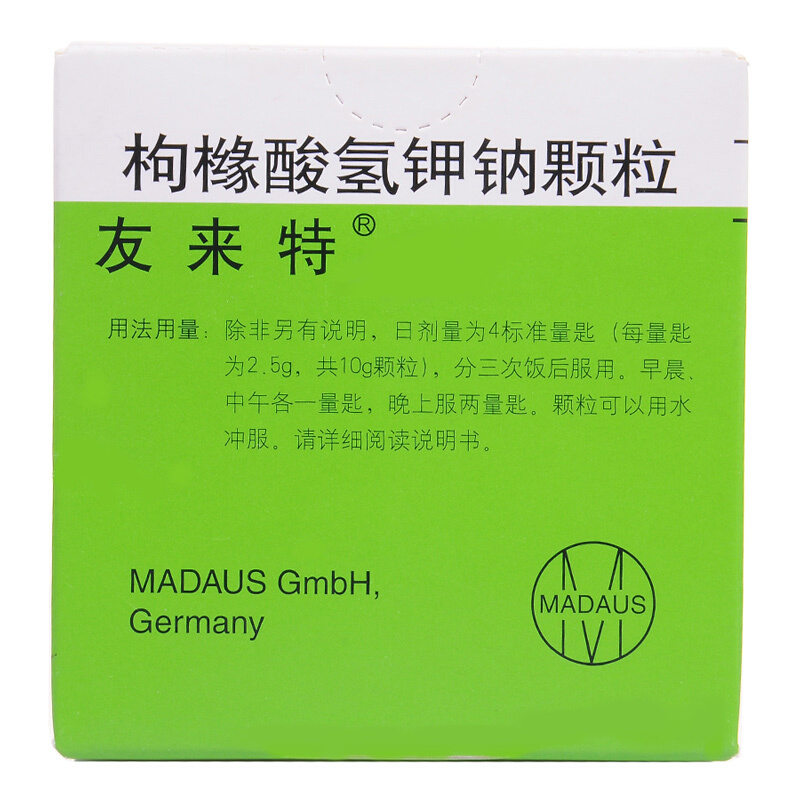 枸橼酸氢钾钠颗粒
友来特®
用法用量：除非另有说明，日剂量为4标准量匙（每量匙
为2.5g，共10g颗粒），分三次饭后服用。早晨、
中午各一量匙，晚上服两量匙。颗粒可以用水
冲服。请详细阅读说明书。
MADAUS GmbH,
Germany
MADAUS